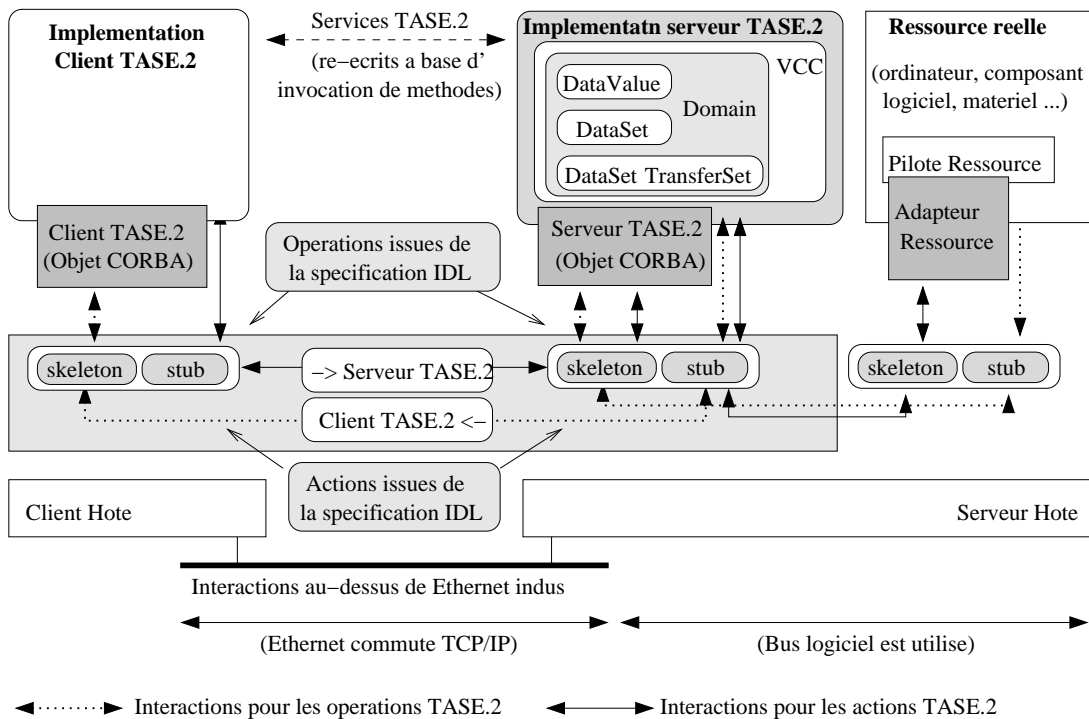 Implementation
Client TASE.2
Services TASE.2
(re−ecrits a base d'
invocation de methodes)
Implementatn serveur TASE.2
VCC
DataValue
DataSet
Domain
DataSet TransferSet
Ressource reelle
(ordinateur, composant
logiciel, materiel ...)
Pilote Ressource
Adapteur
Ressource
Client TASE.2
(Objet CORBA)
Operations issues de
la specification IDL
Serveur TASE.2
(Objet CORBA)
skeleton
stub
−> Serveur TASE.2
skeleton
stub
skeleton
stub
Client TASE.2 <−
Actions issues de
la specification IDL
Client Hote
Serveur Hote
Interactions au−dessus de Ethernet indus
(Ethernet commute TCP/IP)
(Bus logiciel est utilise)
Interactions pour les operations TASE.2
Interactions pour les actions TASE.2